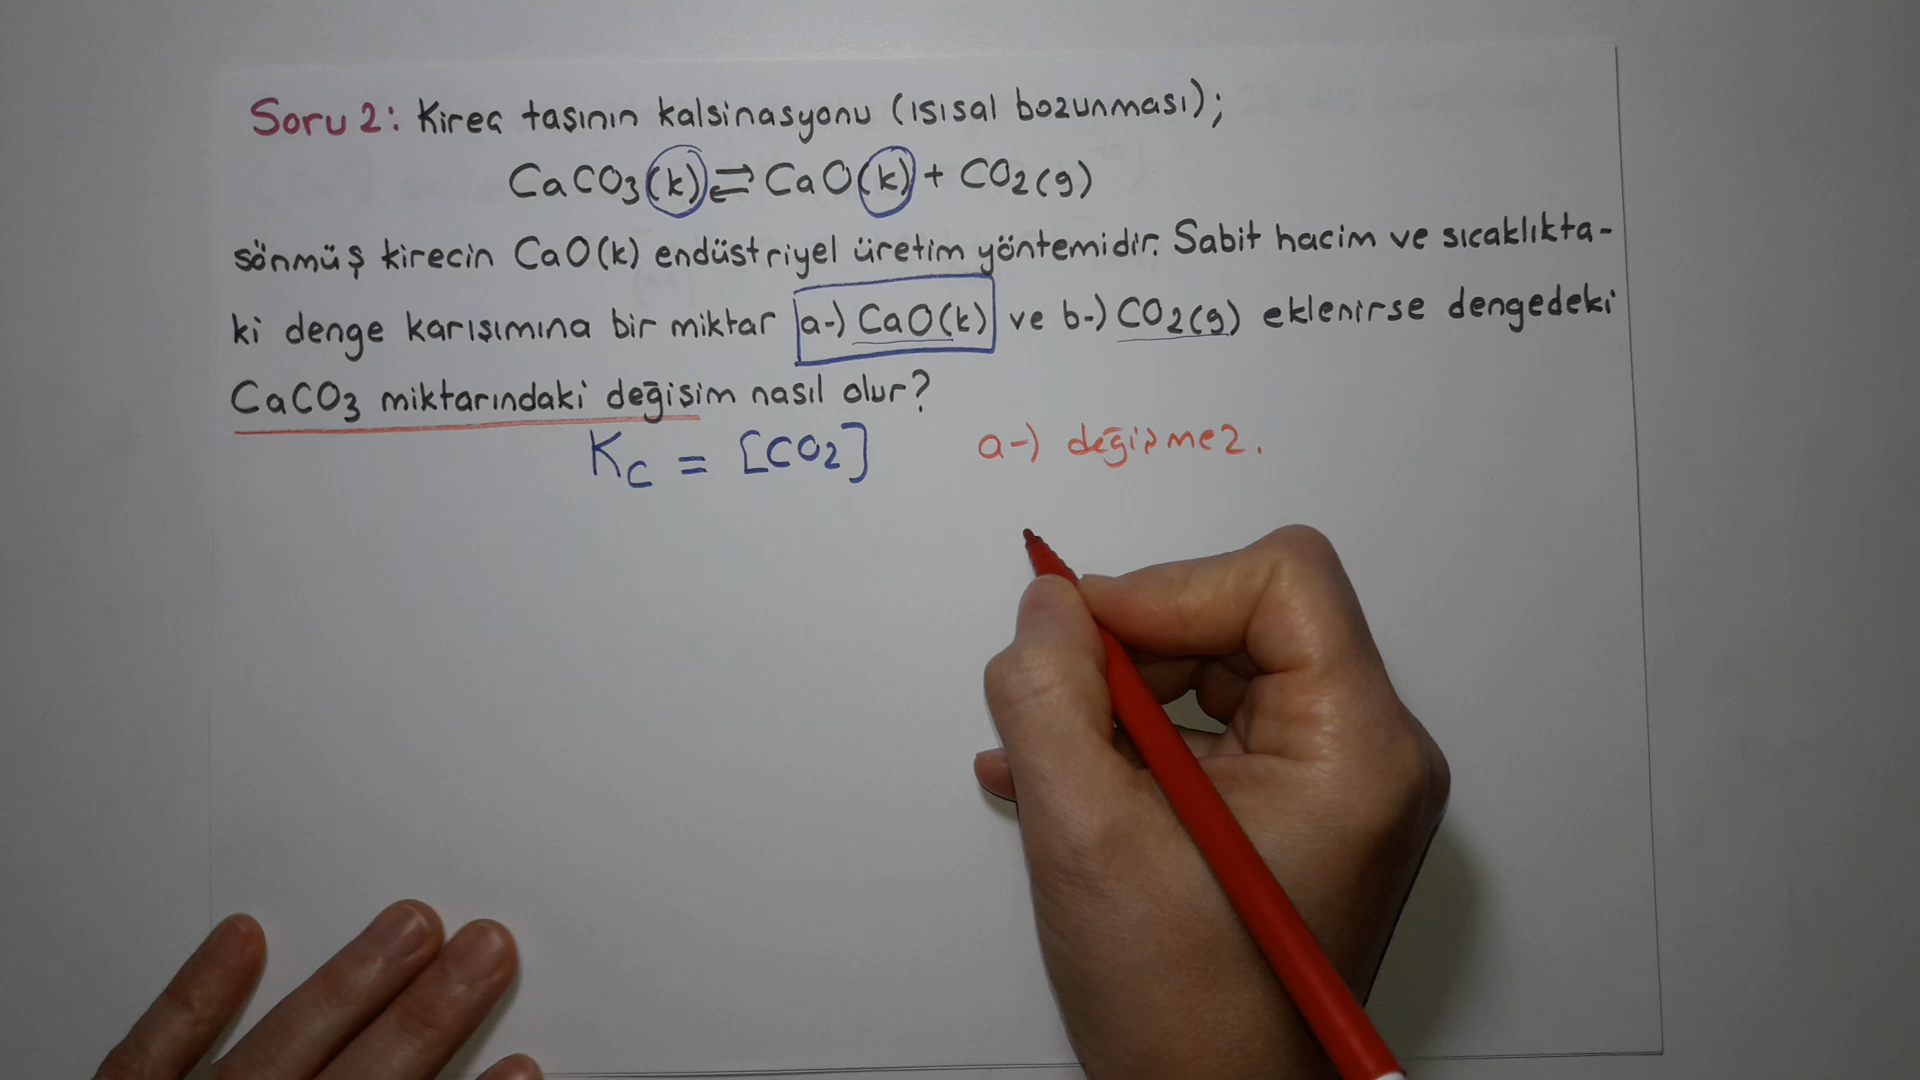 Soru 2: Kireç taşının kalsinasyonu (ısısal bozunması);
CaCO3(k) ⇌ CaO(k) + CO2(g)
sönmüş kirecin CaO(k) endüstriyel üretim yöntemidir. Sabit hacim ve sıcaklıkta-
ki denge karışımına bir miktar a-) CaO(k) ve b-) CO2(g) eklenirse dengedeki
CaCO3 miktarındaki değişim nasıl olur?
Kc = [CO2] a-) değişmez.